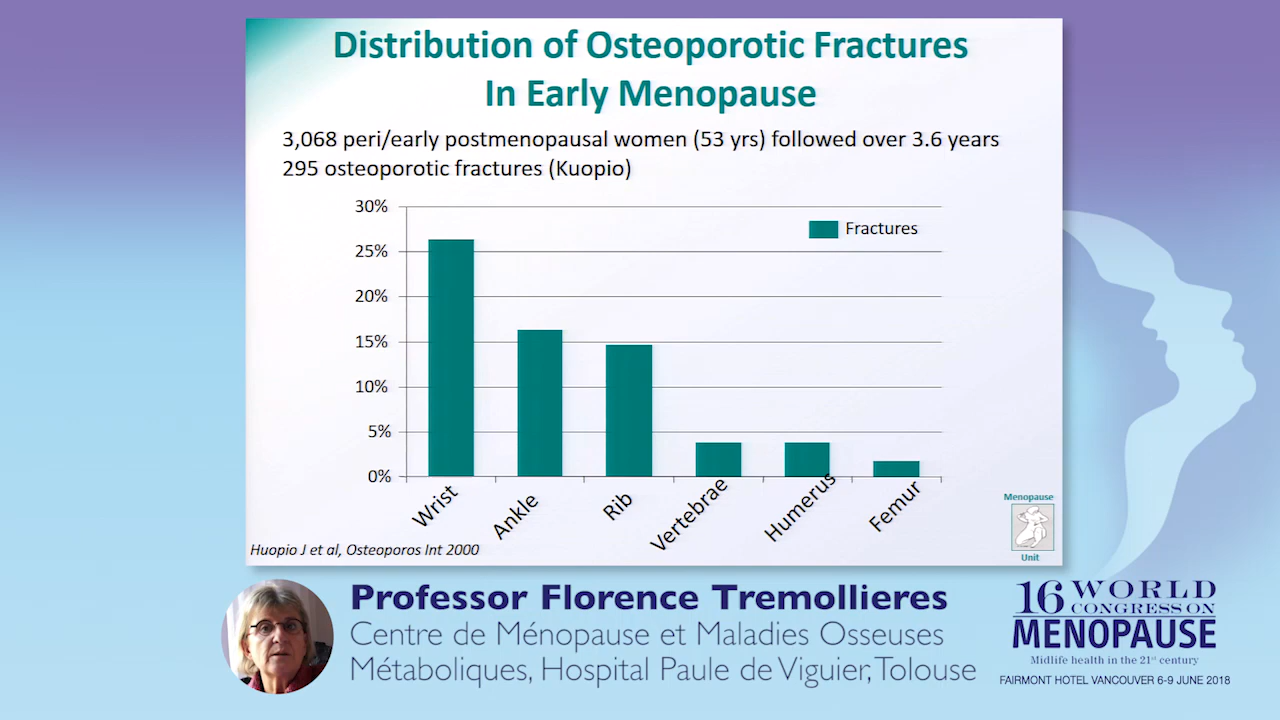 Distribution of Osteoporotic Fractures
In Early Menopause
3,068 peri/early postmenopausal women (53 yrs) followed over 3.6 years
295 osteoporotic fractures (Kuopio)
30%
25%
20%
15%
10%
5%
0%
Fractures
Wrist
Ankle
Rib
Vertebrae
Humerus
Femur
Huopio J et al, Osteoporos Int 2000
Menopause
Unit
Professor Florence Tremollieres
Centre de Ménopause et Maladies Osseuses
Métaboliques, Hospital Paule de Viguier, Tolouse
16 WORLD
CONGRESS ON
MENOPAUSE
Midlife health in the 21st century
FAIRMONT HOTEL VANCOUVER 6-9 JUNE 2018